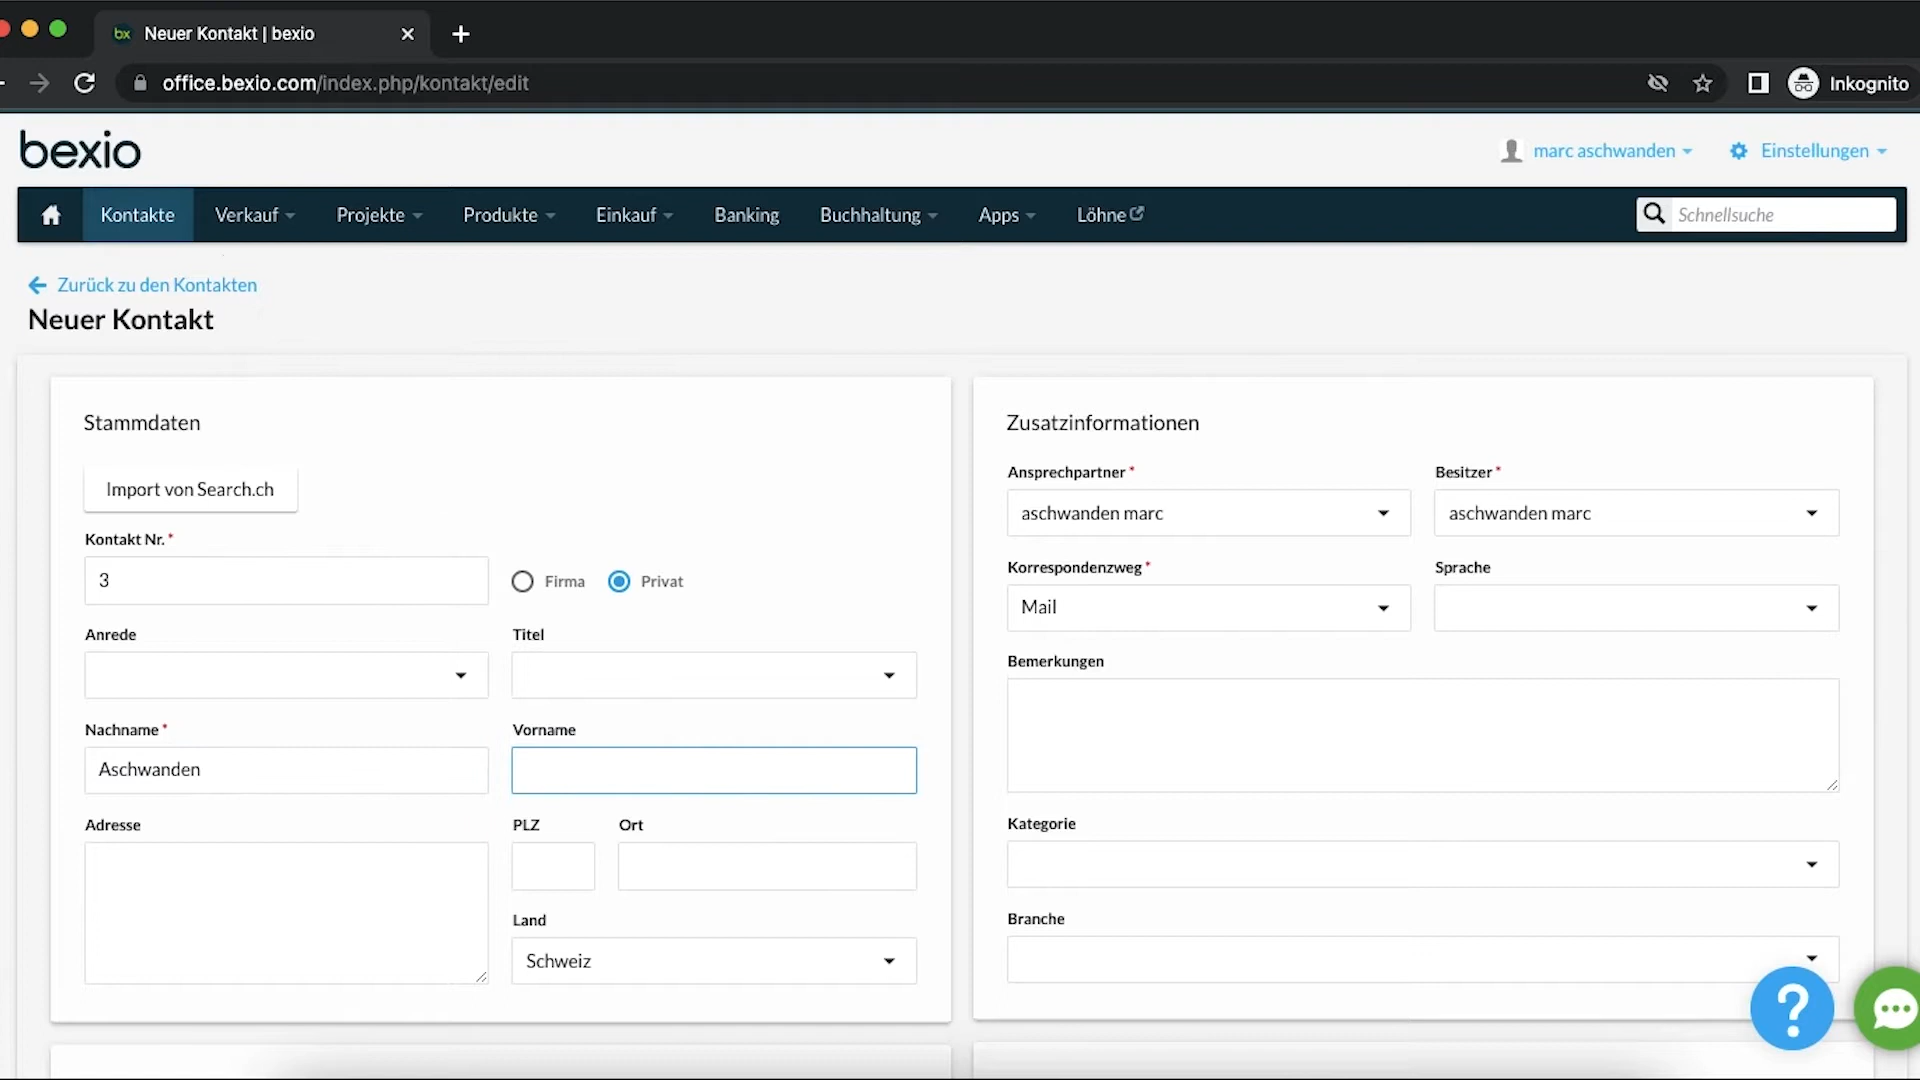 bx Neuer Kontakt | bexio
office.bexio.com/index.php/kontakt/edit
Inkognito
bexio
marc aschwanden
Einstellungen
Kontakte Verkauf Projekte Produkte Einkauf Banking Buchhaltung Apps Löhne
Schnellsuche
Zurück zu den Kontakten
Neuer Kontakt
Stammdaten
Import von Search.ch
Kontakt Nr. *
3
Firma Privat
Anrede Titel
Nachname * Vorname
Aschwanden
Adresse PLZ Ort
Land
Schweiz
Zusatzinformationen
Ansprechpartner * Besitzer *
aschwanden marc aschwanden marc
Korrespondenzweg * Sprache
Mail
Bemerkungen
Kategorie
Branche
?